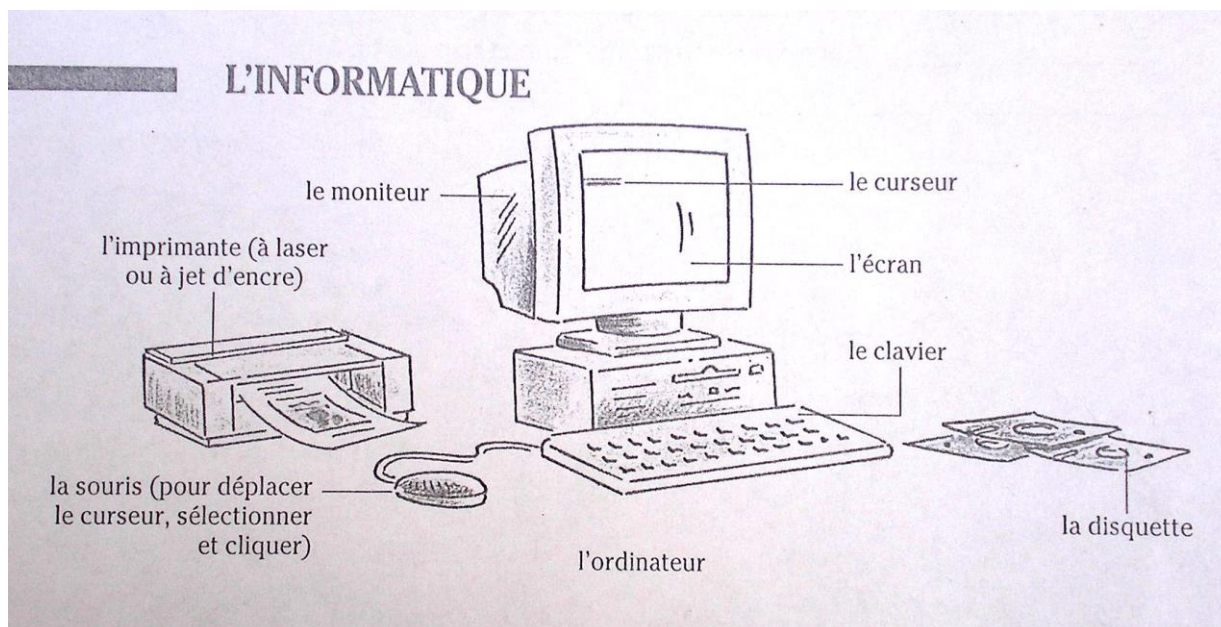 L'INFORMATIQUE
le moniteur
le curseur
l'imprimante (à laser
ou à jet d'encre)
l'écran
le clavier
la souris (pour déplacer
le curseur, sélectionner
et cliquer)
la disquette
l'ordinateur